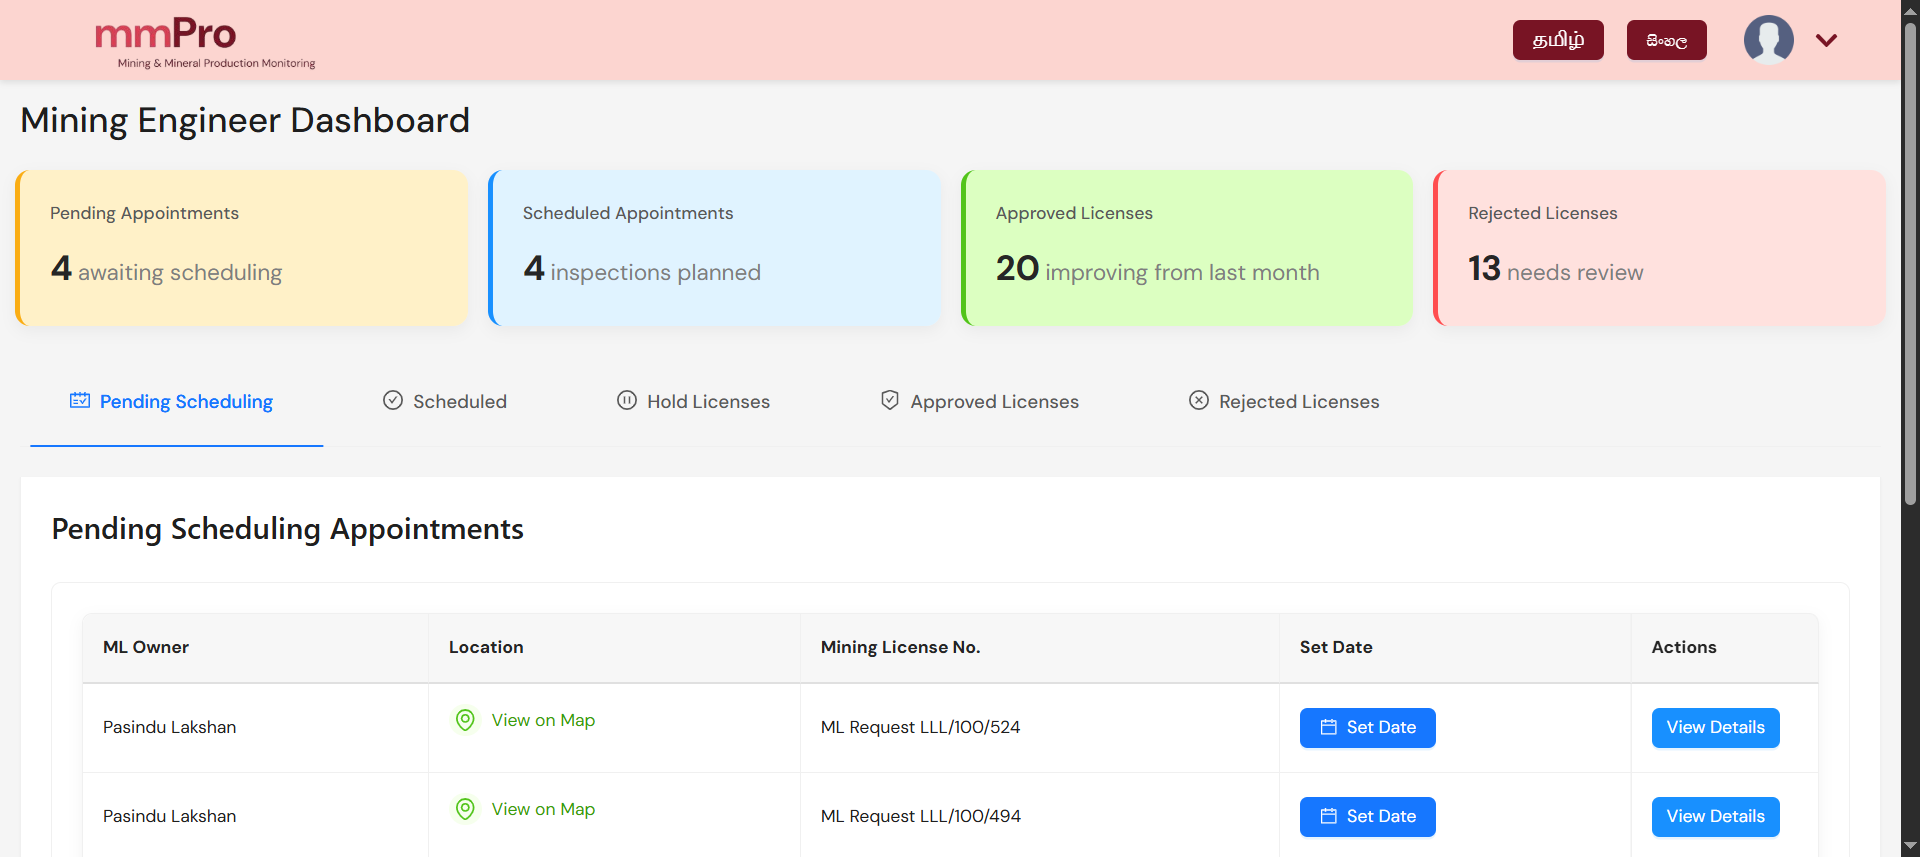 mmPro
Mining & Mineral Production Monitoring
தமிழ்
සිංහල
Mining Engineer Dashboard
Pending Appointments
4 awaiting scheduling
Scheduled Appointments
4 inspections planned
Approved Licenses
20 improving from last month
Rejected Licenses
13 needs review
Pending Scheduling
Scheduled
Hold Licenses
Approved Licenses
Rejected Licenses
Pending Scheduling Appointments
ML Owner
Location
Mining License No.
Set Date
Actions
Pasindu Lakshan
View on Map
ML Request LLL/100/524
Set Date
View Details
Pasindu Lakshan
View on Map
ML Request LLL/100/494
Set Date
View Details